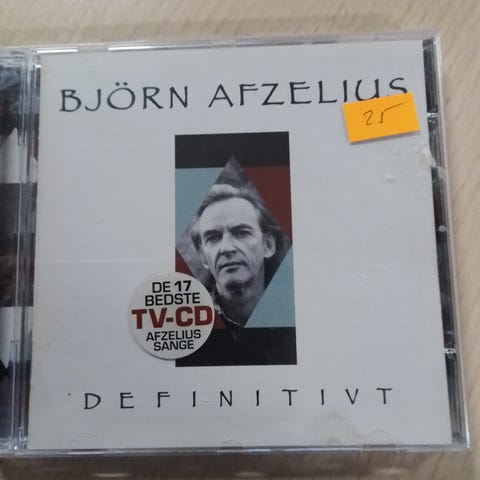 BJÖRN AFZELIUS
25
DE 17
BEDSTE
TV-CD
AFZELIUS
SANGE
DEFINITIVT